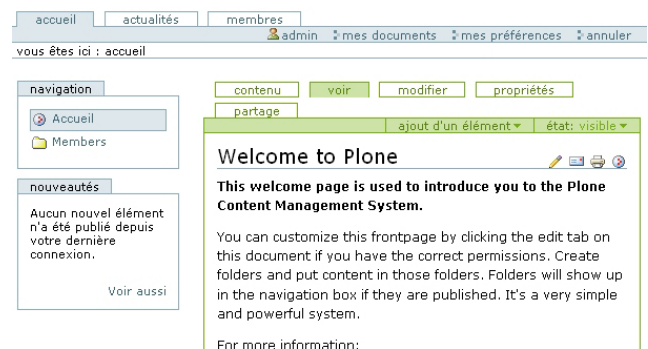 accueil actualités membres
admin mes documents mes préférences annuler
vous êtes ici : accueil
navigation
Accueil
Members
nouveautés
Aucun nouvel élément
n'a été publié depuis
votre dernière
connexion.
Voir aussi
contenu voir modifier propriétés
partage
ajout d'un élément état: visible
Welcome to Plone
This welcome page is used to introduce you to the Plone
Content Management System.
You can customize this frontpage by clicking the edit tab on
this document if you have the correct permissions. Create
folders and put content in those folders. Folders will show up
in the navigation box if they are published. It's a very simple
and powerful system.
For more information: